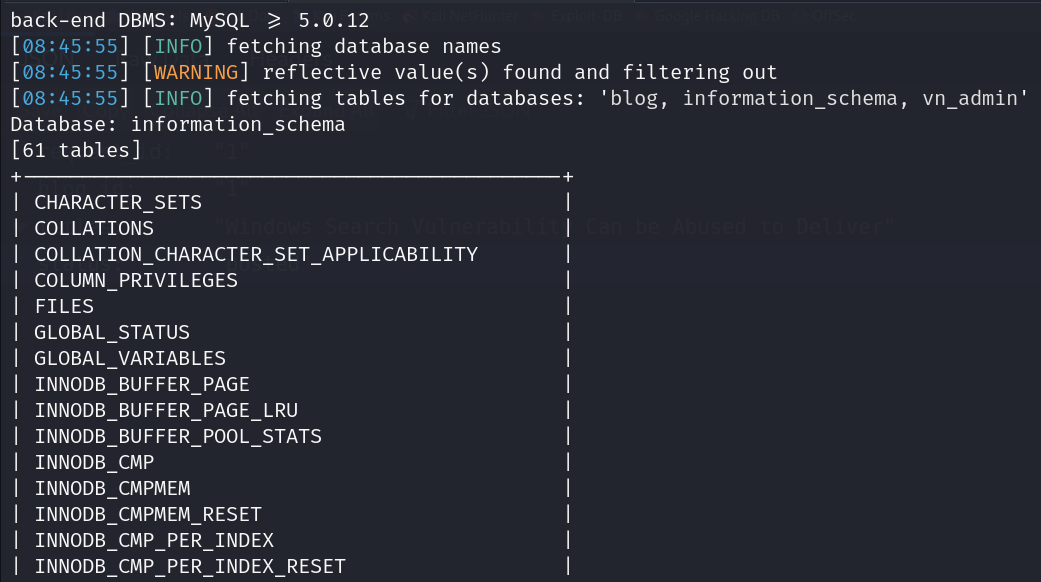 back-end DBMS: MySQL ≥ 5.0.12
[08:45:55] [INFO] fetching database names
[08:45:55] [WARNING] reflective value(s) found and filtering out
[08:45:55] [INFO] fetching tables for databases: 'blog, information_schema, vn_admin'
Database: information_schema
[61 tables]
| CHARACTER_SETS |
| COLLATIONS |
| COLLATION_CHARACTER_SET_APPLICABILITY |
| COLUMN_PRIVILEGES |
| FILES |
| GLOBAL_STATUS |
| GLOBAL_VARIABLES |
| INNODB_BUFFER_PAGE |
| INNODB_BUFFER_PAGE_LRU |
| INNODB_BUFFER_POOL_STATS |
| INNODB_CMP |
| INNODB_CMPMEM |
| INNODB_CMPMEM_RESET |
| INNODB_CMP_PER_INDEX |
| INNODB_CMP_PER_INDEX_RESET |